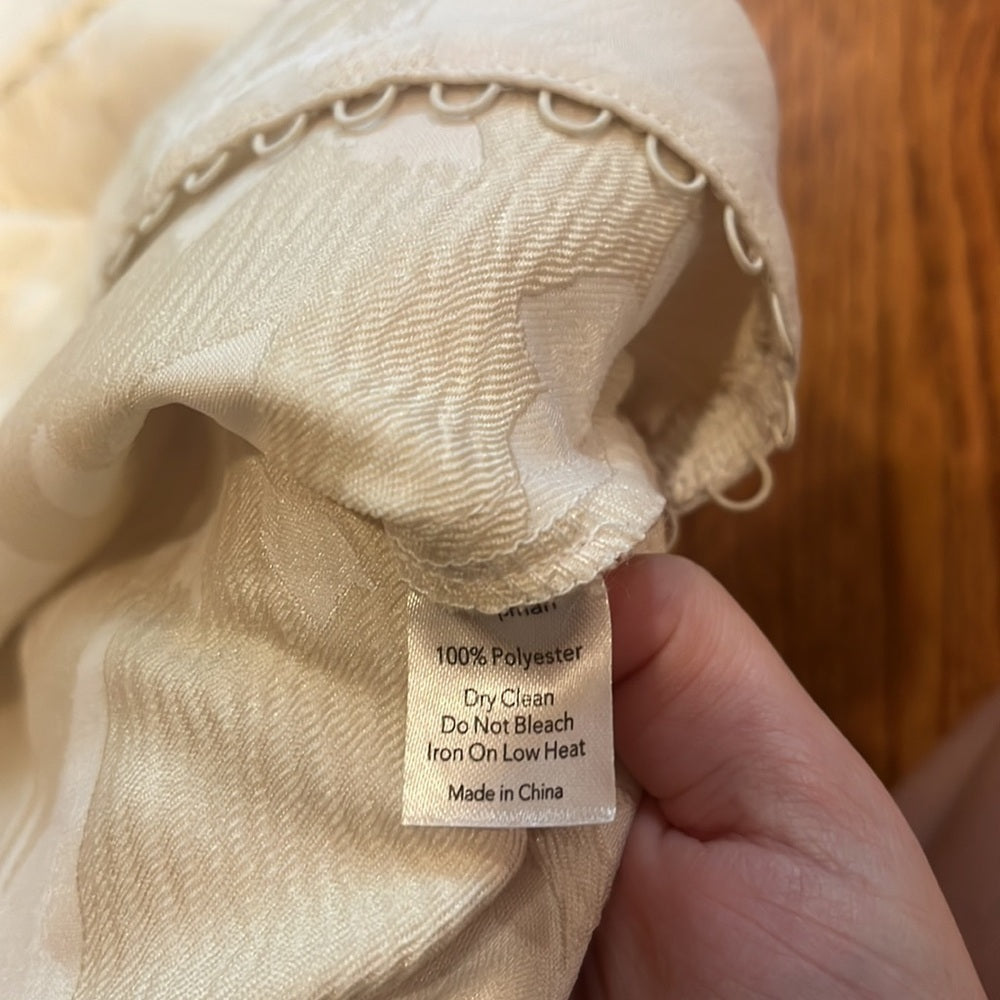 100% Polyester
Dry Clean
Do Not Bleach
Iron On Low Heat
Made in China